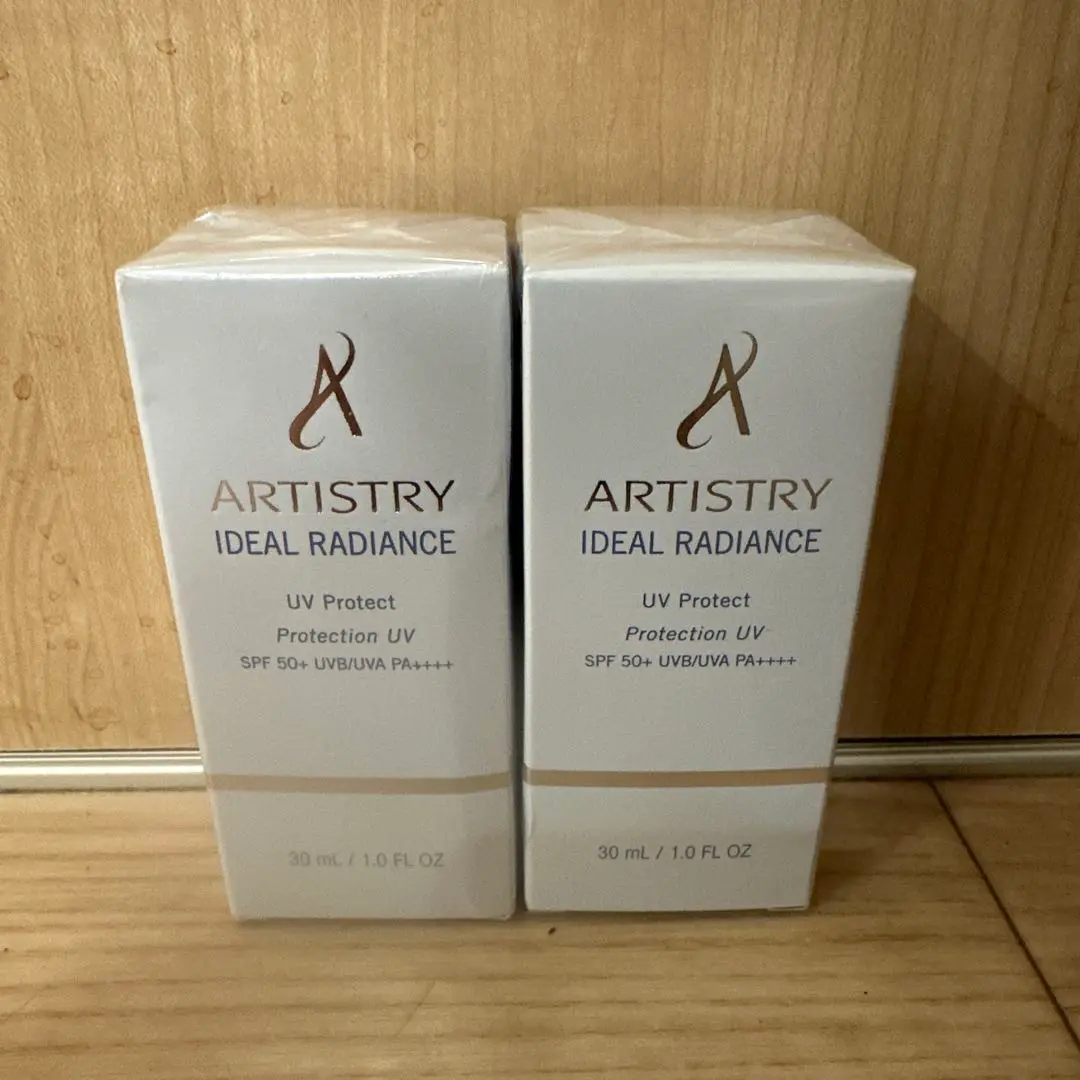 ARTISTRY
IDEAL RADIANCE
UV Protect
Protection UV
SPF 50+ UVB/UVA PA++++
30 mL / 1.0 FL OZ
ARTISTRY
IDEAL RADIANCE
UV Protect
Protection UV
SPF 50+ UVB/UVA PA++++
30 mL / 1.0 FL OZ